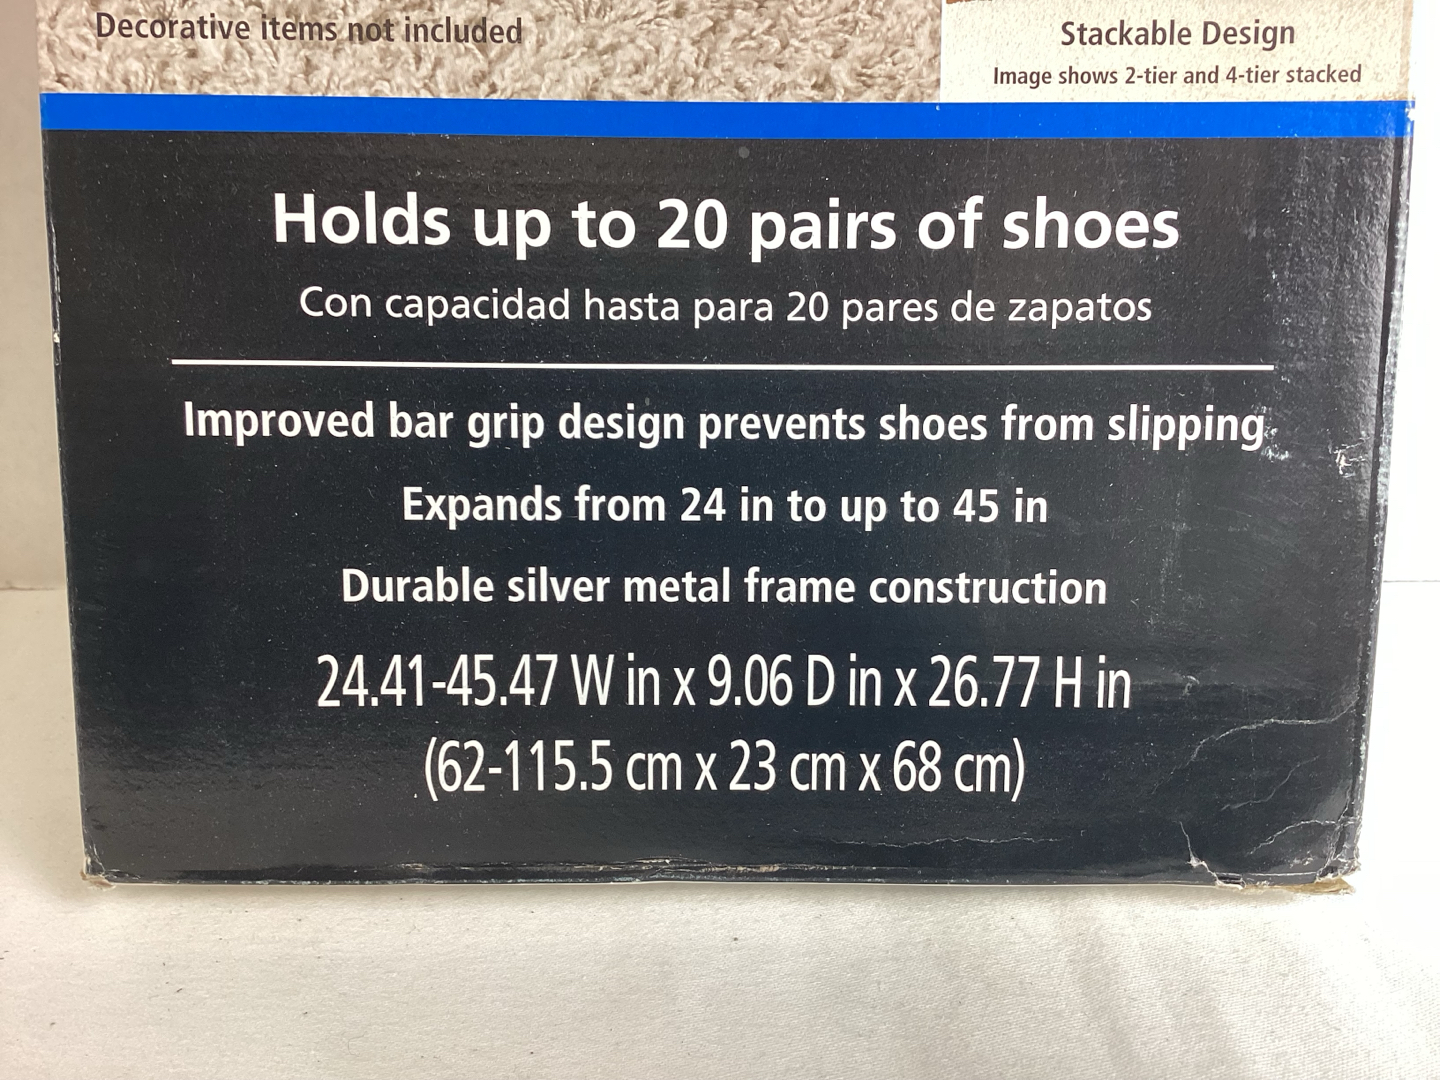 Decorative items not included
Stackable Design
Image shows 2-tier and 4-tier stacked
Holds up to 20 pairs of shoes
Con capacidad hasta para 20 pares de zapatos
Improved bar grip design prevents shoes from slipping
Expands from 24 in to up to 45 in
Durable silver metal frame construction
24.41-45.47 W in x 9.06 D in x 26.77 H in
(62-115.5 cm x 23 cm x 68 cm)